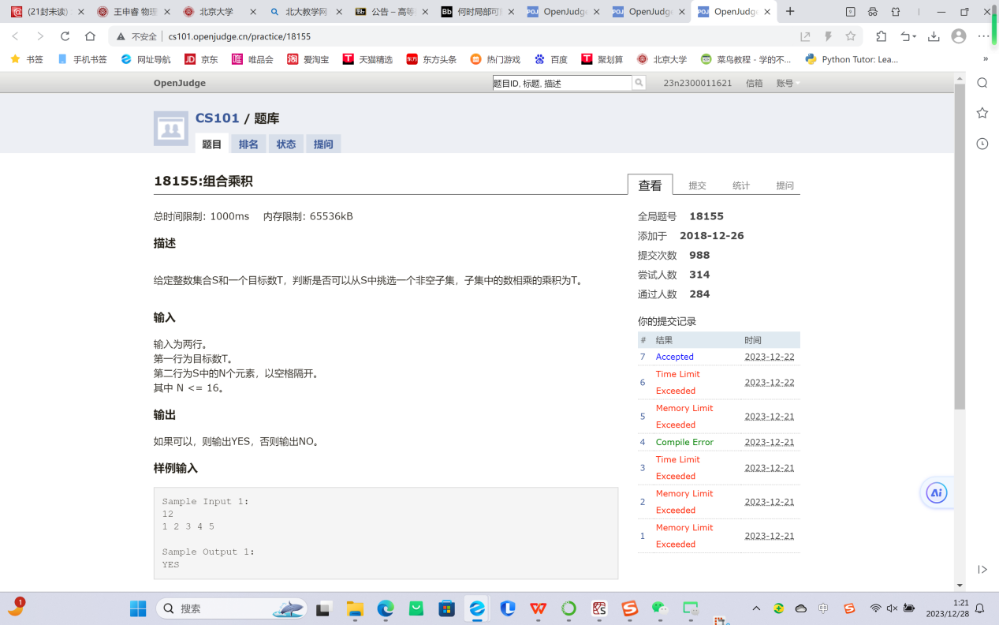 (21封未读)
王申睿 物理
北京大学
北大教学网
公告 – 高等
何时局部可
OpenJudge
OpenJudge
OpenJudge
不安全
cs101.openjudge.cn/practice/18155
书签
手机书签
网址导航
京东
唯品会
爱淘宝
天猫精选
东方头条
热门游戏
百度
聚划算
北京大学
菜鸟教程 - 学的不...
Python Tutor: Lea...
OpenJudge
题目ID, 标题, 描述
23n2300011621
信箱
账号
CS101 / 题库
题目
排名
状态
提问
18155:组合乘积
查看
提交
统计
提问
总时间限制: 1000ms 内存限制: 65536kB
描述
给定整数集合S和一个目标数T，判断是否可以从S中挑选一个非空子集，子集中的数相乘的乘积为T。
输入
输入为两行。
第一行为目标数T。
第二行为S中的N个元素，以空格隔开。
其中 N <= 16。
输出
如果可以，则输出YES，否则输出NO。
样例输入
Sample Input 1:
12
1 2 3 4 5
Sample Output 1:
YES
全局题号 18155
添加于 2018-12-26
提交次数 988
尝试人数 314
通过人数 284
你的提交记录
# 结果 时间
7 Accepted 2023-12-22
6 Time Limit Exceeded 2023-12-22
5 Memory Limit Exceeded 2023-12-21
4 Compile Error 2023-12-21
3 Time Limit Exceeded 2023-12-21
2 Memory Limit Exceeded 2023-12-21
1 Memory Limit Exceeded 2023-12-21
Ai
1
搜索
中
1:21
2023/12/28